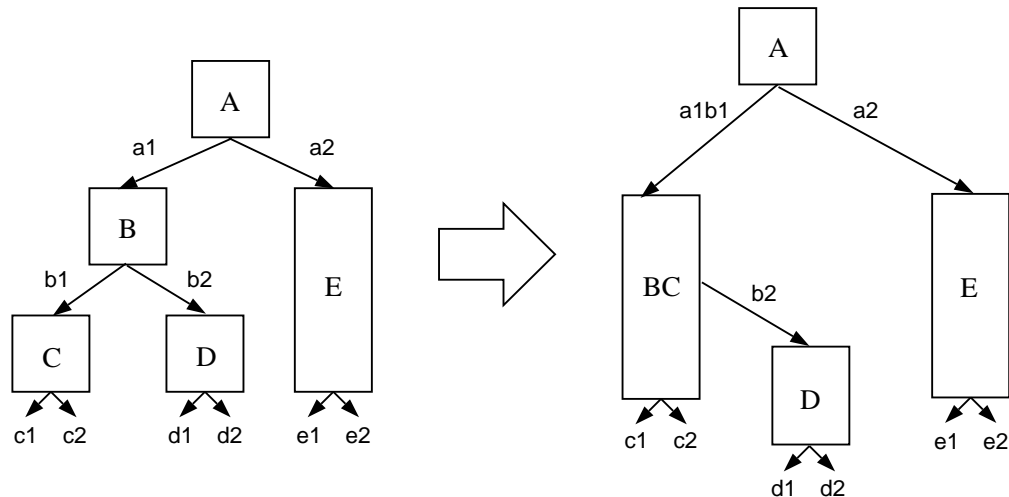 A
a1 a2
B
b1 b2
E
C D
c1 c2 d1 d2 e1 e2
A
a1b1 a2
BC
b2
E
D
c1 c2
d1 d2
e1 e2